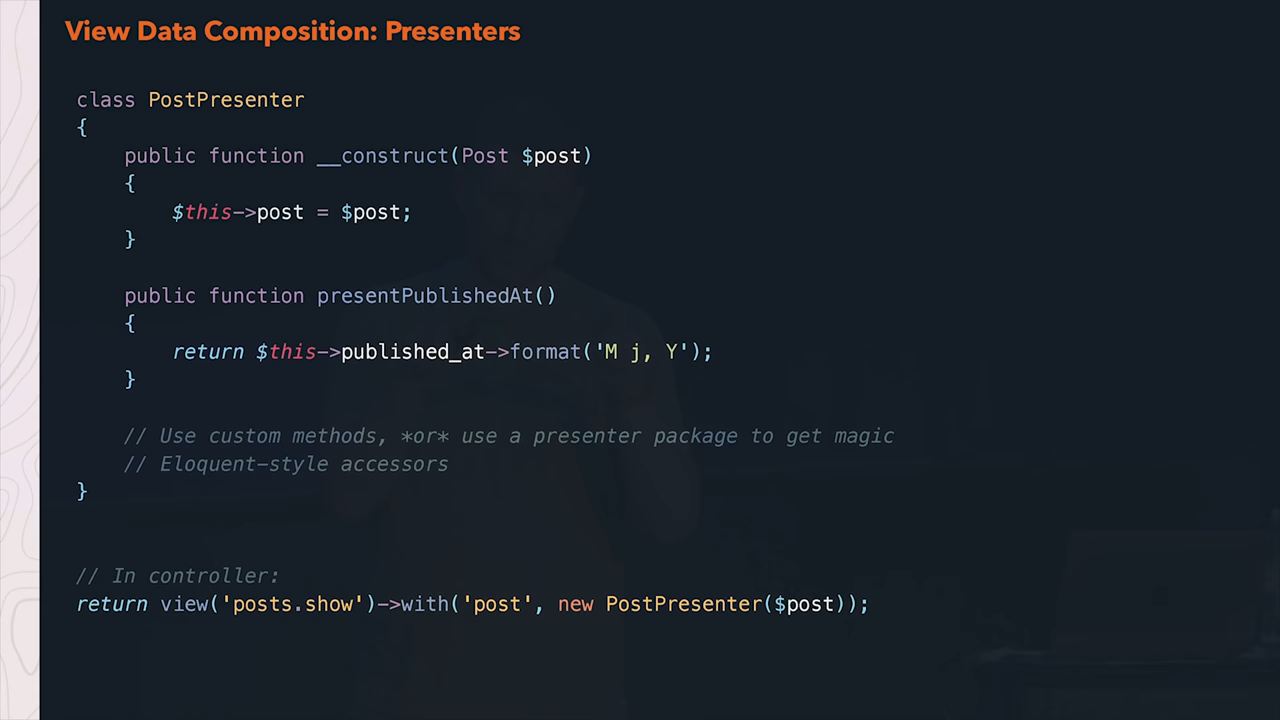 View Data Composition: Presenters
class PostPresenter
{
    public function __construct(Post $post)
    {
        $this->post = $post;
    }
    public function presentPublishedAt()
    {
        return $this->published_at->format('M j, Y');
    }
    // Use custom methods, *or* use a presenter package to get magic
    // Eloquent-style accessors
}
// In controller:
return view('posts.show')->with('post', new PostPresenter($post));